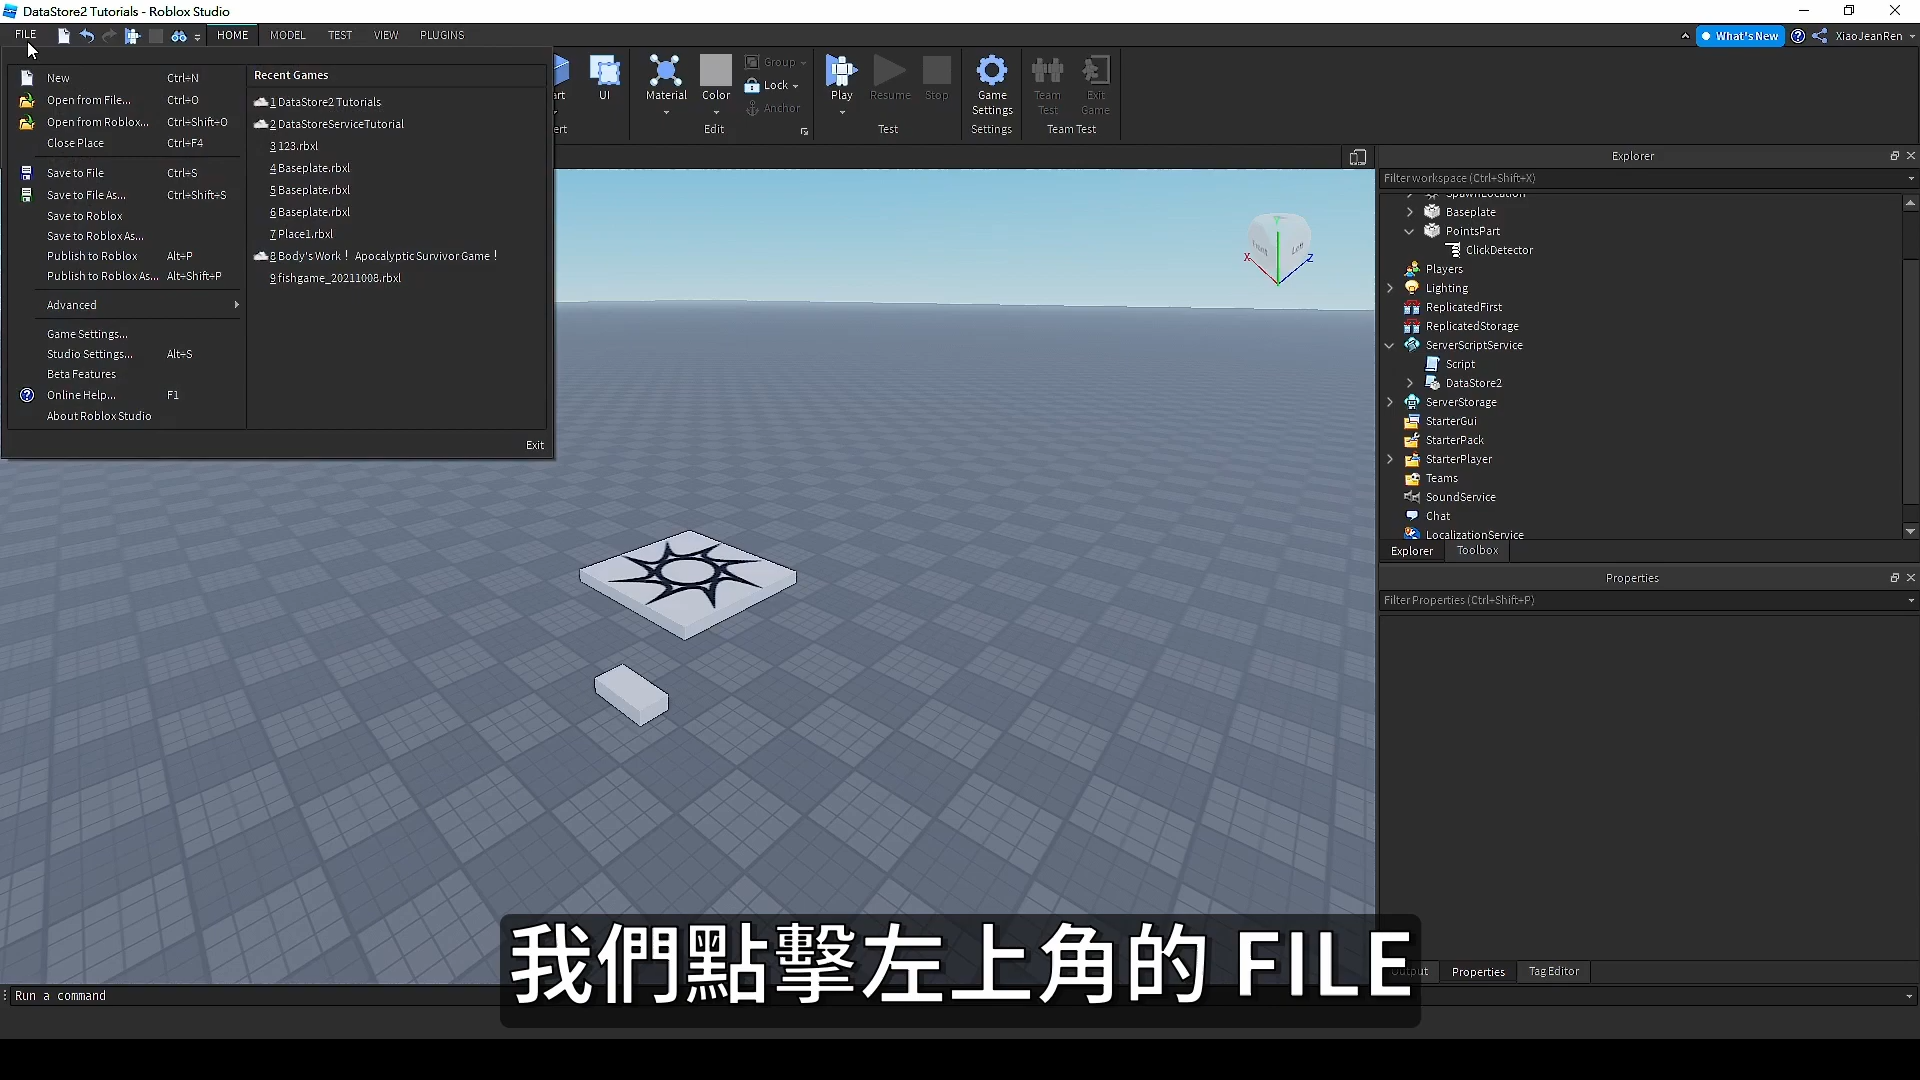 DataStore2 Tutorials - Roblox Studio
FILE
HOME
MODEL
TEST
VIEW
PLUGINS
What's New
XiaoJeanRen
New Ctrl+N
Open from File... Ctrl+O
Open from Roblox... Ctrl+Shift+O
Close Place Ctrl+F4
Save to File Ctrl+S
Save to File As... Ctrl+Shift+S
Save to Roblox
Save to Roblox As...
Publish to Roblox Alt+P
Publish to Roblox As... Alt+Shift+P
Advanced
Game Settings...
Studio Settings... Alt+S
Beta Features
Online Help... F1
About Roblox Studio
Recent Games
1 DataStore2 Tutorials
2 DataStoreServiceTutorial
3 123.rbxl
4 Baseplate.rbxl
5 Baseplate.rbxl
6 Baseplate.rbxl
7 Place1.rbxl
8 Body's Work！ Apocalyptic Survivor Game！
9 fishgame_20211008.rbxl
Exit
UI
Material
Color
Group
Lock
Anchor
Edit
Play
Resume
Stop
Test
Game
Settings
Settings
Team
Test
Exit
Game
Team Test
X
Z
Explorer
Filter workspace (Ctrl+Shift+X)
SpawnLocation
Baseplate
PointsPart
ClickDetector
Players
Lighting
ReplicatedFirst
ReplicatedStorage
ServerScriptService
Script
DataStore2
ServerStorage
StarterGui
StarterPack
StarterPlayer
Teams
SoundService
Chat
LocalizationService
Explorer
Toolbox
Properties
Filter Properties (Ctrl+Shift+P)
Output
Properties
Tag Editor
Run a command
我們點擊左上角的 FILE